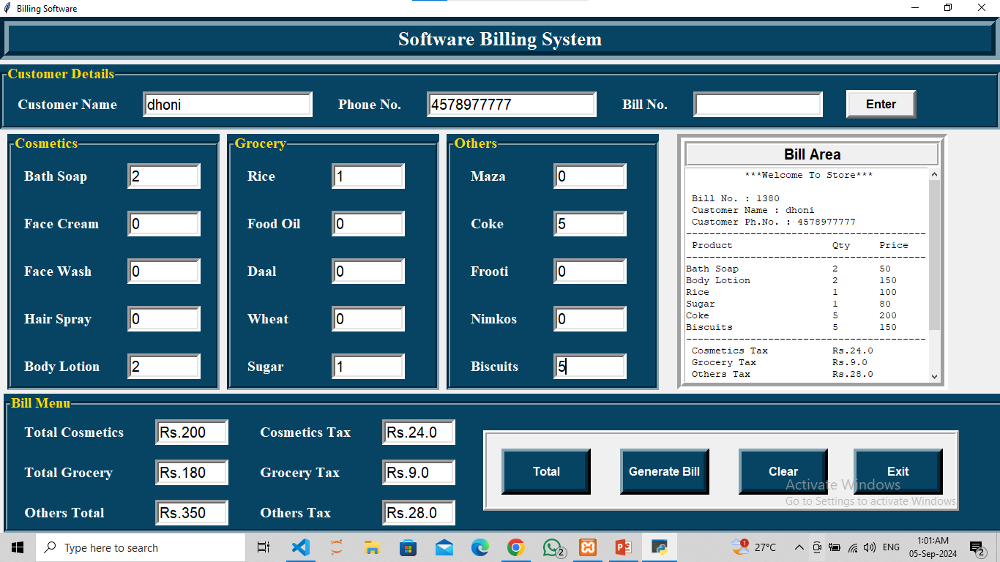 Billing Software
Software Billing System
Customer Details
Customer Name dhoni Phone No. 4578977777 Bill No. Enter
Cosmetics
Bath Soap 2
Face Cream 0
Face Wash 0
Hair Spray 0
Body Lotion 2
Grocery
Rice 1
Food Oil 0
Daal 0
Wheat 0
Sugar 1
Others
Maza 0
Coke 5
Frooti 0
Nimkos 0
Biscuits 5
Bill Area
***Welcome To Store***
Bill No. : 1380
Customer Name : dhoni
Customer Ph.No. : 4578977777
-----------------------------------------
Product Qty Price
-----------------------------------------
Bath Soap 2 50
Body Lotion 2 150
Rice 1 100
Sugar 1 80
Coke 5 200
Biscuits 5 150
-----------------------------------------
Cosmetics Tax Rs.24.0
Grocery Tax Rs.9.0
Others Tax Rs.28.0
Bill Menu
Total Cosmetics Rs.200 Cosmetics Tax Rs.24.0
Total Grocery Rs.180 Grocery Tax Rs.9.0
Others Total Rs.350 Others Tax Rs.28.0
Total Generate Bill Clear Exit
Activate Windows
Go to Settings to activate Windows.
Type here to search 2 1 27°C ENG 1:01:AM
05-Sep-2024 2